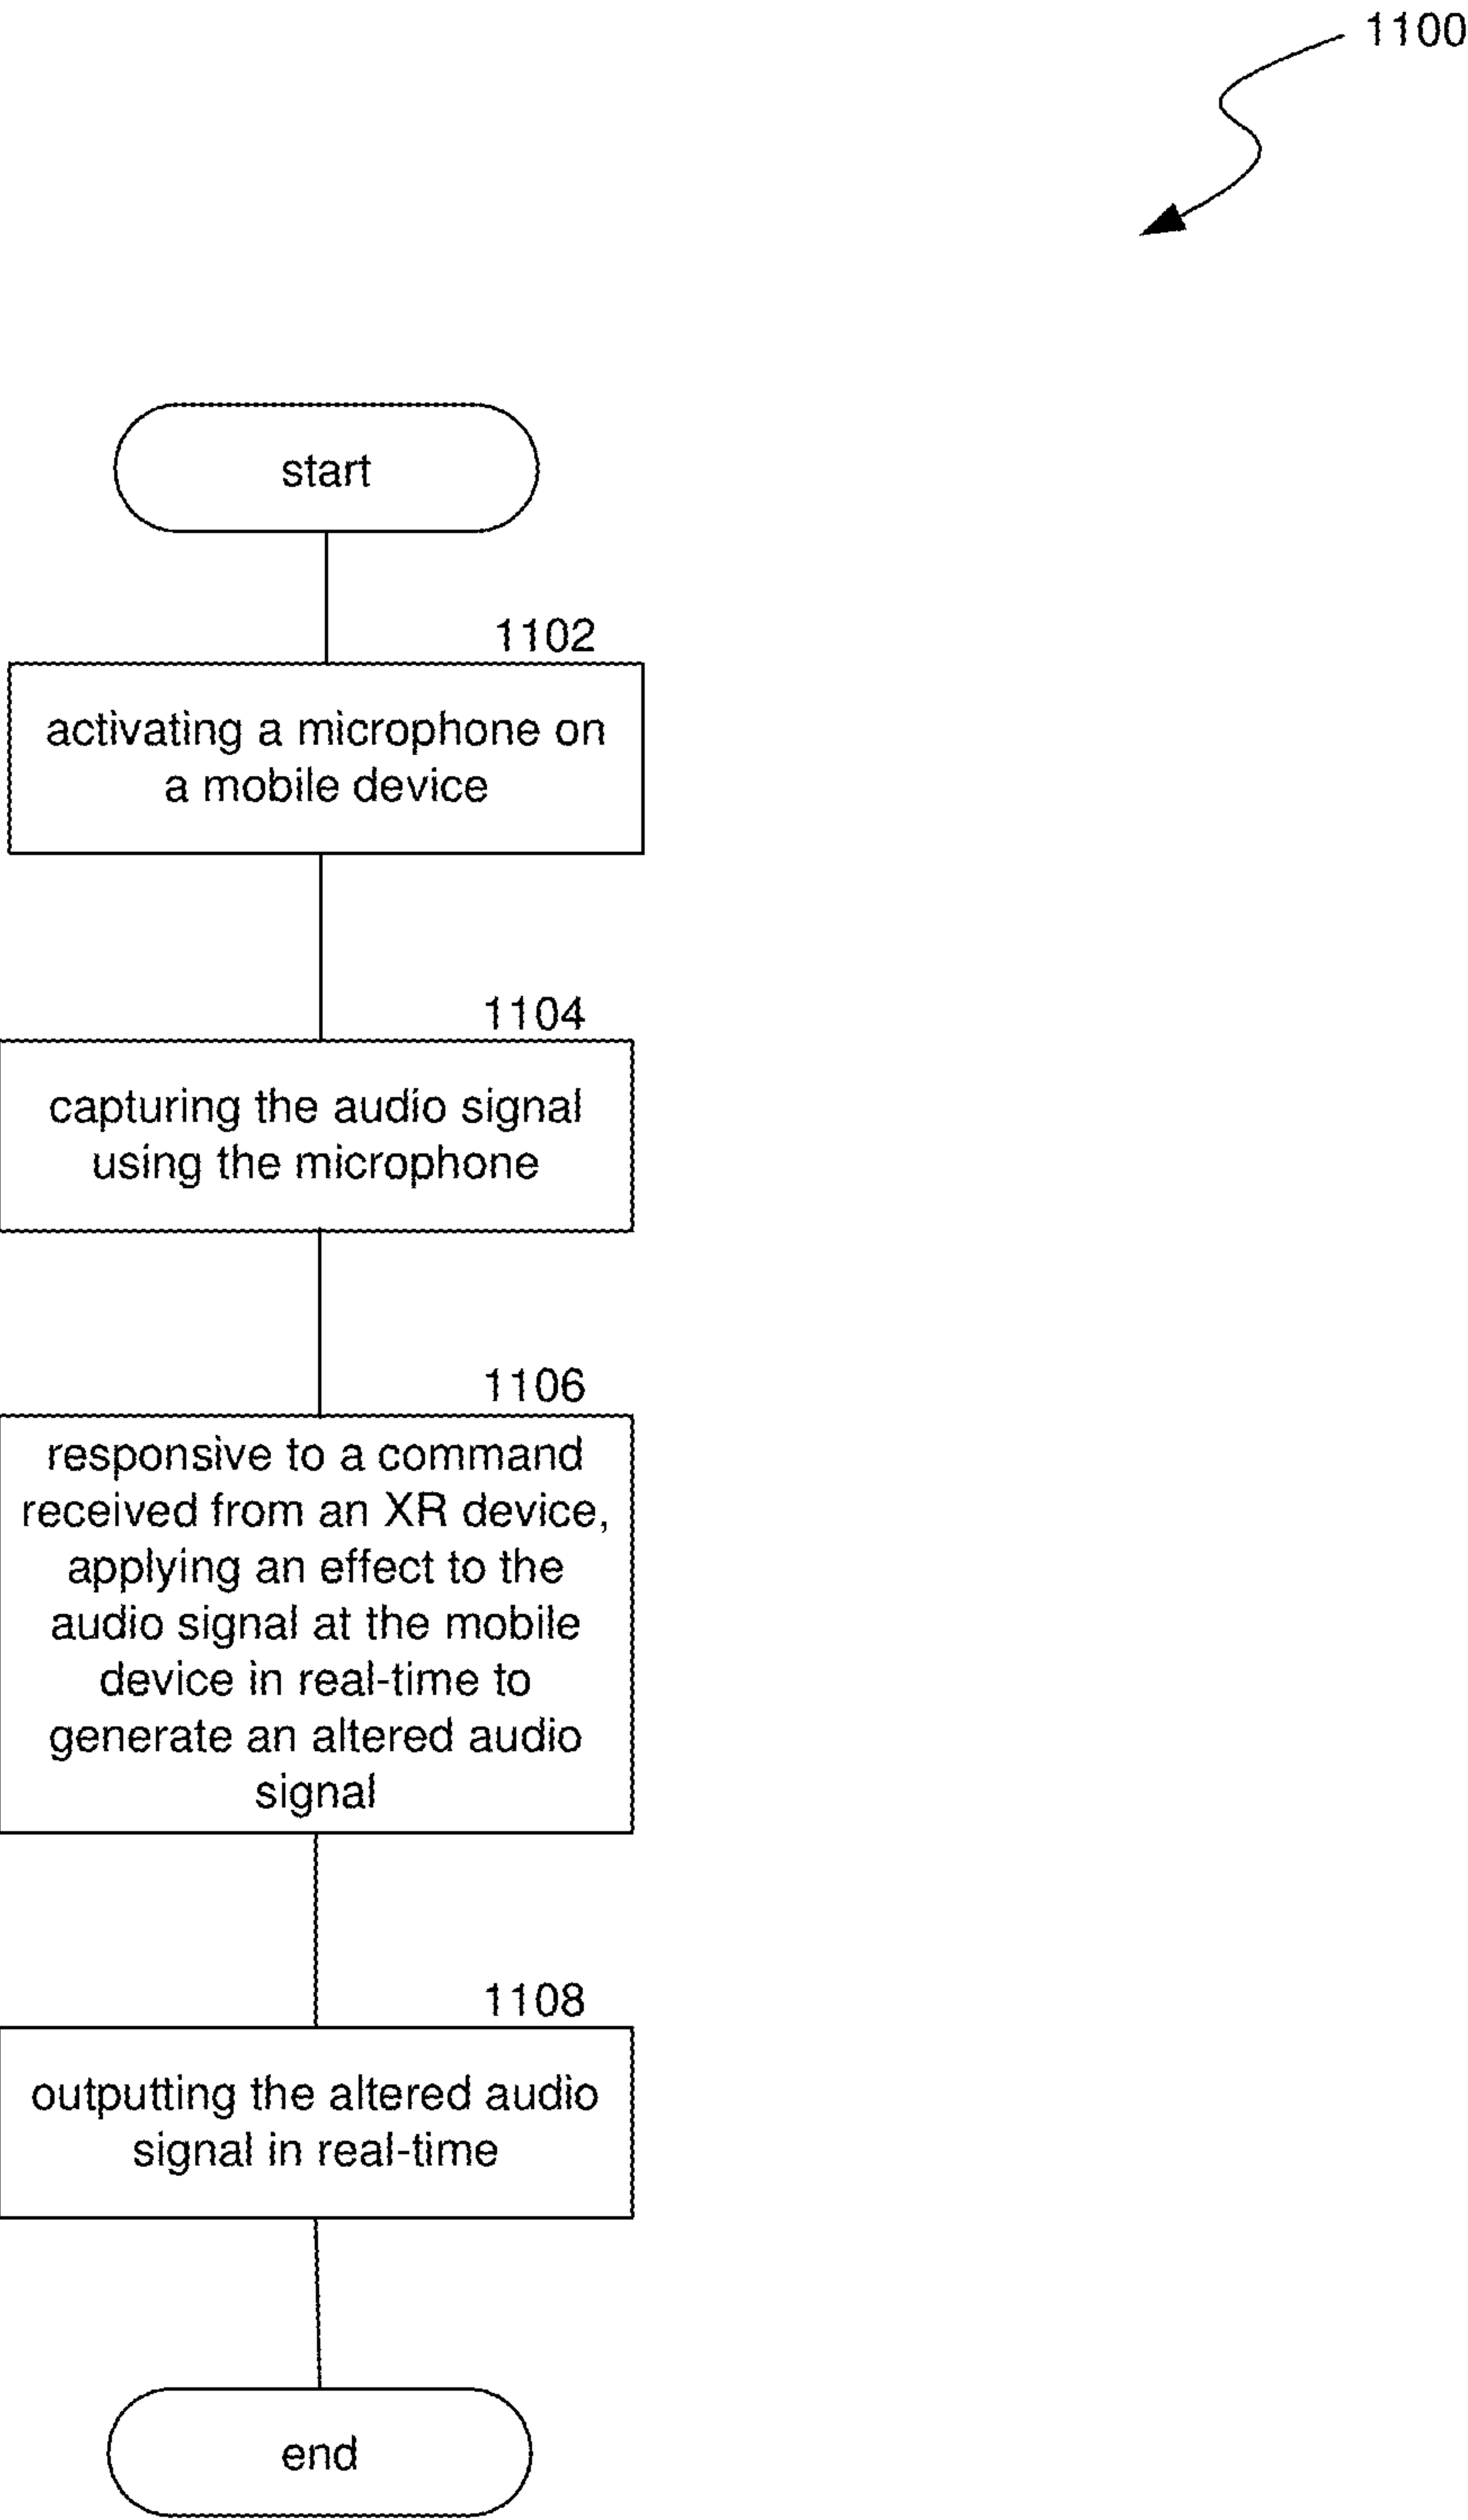 1100
start
1102
activating a microphone on
a mobile device
1104
capturing the audio signal
using the microphone
1106
responsive to a command
received from an XR device,
applying an effect to the
audio signal at the mobile
device in real-time to
generate an altered audio
signal
1108
outputting the altered audio
signal in real-time
end